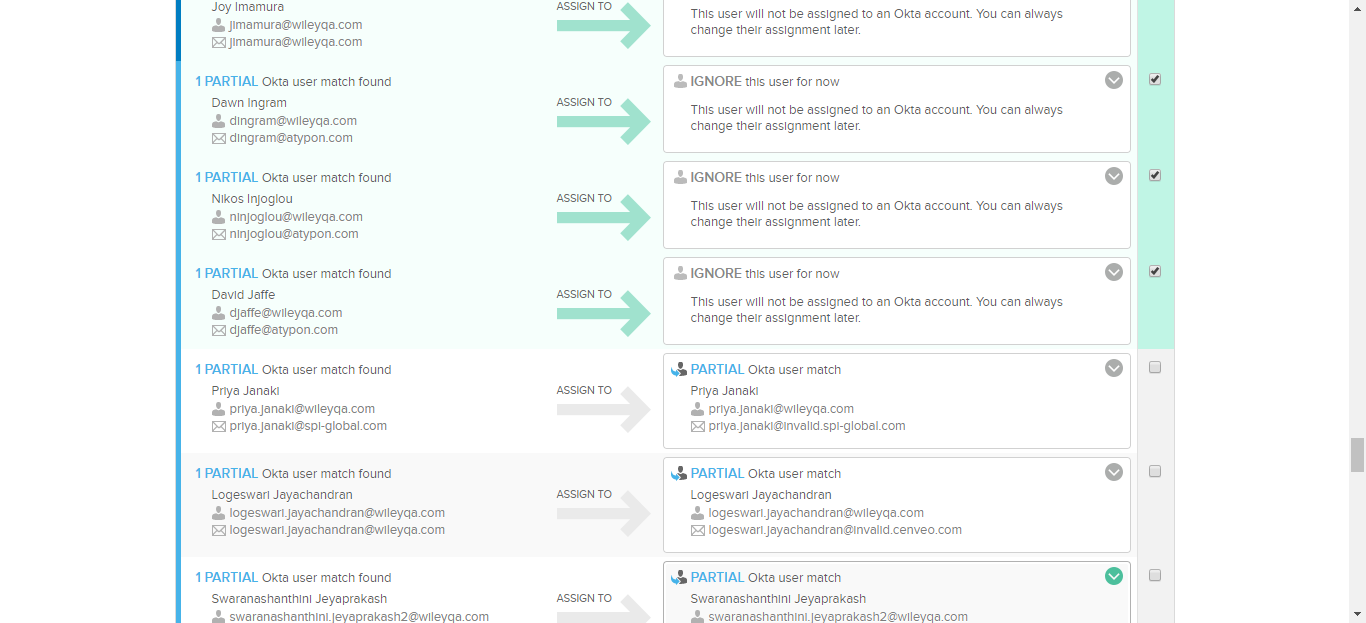 Joy Imamura
jimamura@wileyqa.com
jimamura@wileyqa.com
ASSIGN TO
This user will not be assigned to an Okta account. You can always
change their assignment later.
1 PARTIAL Okta user match found
Dawn Ingram
dingram@wileyqa.com
dingram@atypon.com
ASSIGN TO
IGNORE this user for now
This user will not be assigned to an Okta account. You can always
change their assignment later.
1 PARTIAL Okta user match found
Nikos Injoglou
ninjoglou@wileyqa.com
ninjoglou@atypon.com
ASSIGN TO
IGNORE this user for now
This user will not be assigned to an Okta account. You can always
change their assignment later.
1 PARTIAL Okta user match found
David Jaffe
djaffe@wileyqa.com
djaffe@atypon.com
ASSIGN TO
IGNORE this user for now
This user will not be assigned to an Okta account. You can always
change their assignment later.
1 PARTIAL Okta user match found
Priya Janaki
priya.janaki@wileyqa.com
priya.janaki@spi-global.com
ASSIGN TO
PARTIAL Okta user match
Priya Janaki
priya.janaki@wileyqa.com
priya.janaki@invalid.spi-global.com
1 PARTIAL Okta user match found
Logeswari Jayachandran
logeswari.jayachandran@wileyqa.com
logeswari.jayachandran@wileyqa.com
ASSIGN TO
PARTIAL Okta user match
Logeswari Jayachandran
logeswari.jayachandran@wileyqa.com
logeswari.jayachandran@invalid.cenveo.com
1 PARTIAL Okta user match found
Swaranashanthini Jeyaprakash
swaranashanthini.jeyaprakash2@wileyqa.com
ASSIGN TO
PARTIAL Okta user match
Swaranashanthini Jeyaprakash
swaranashanthini.jeyaprakash2@wileyqa.com